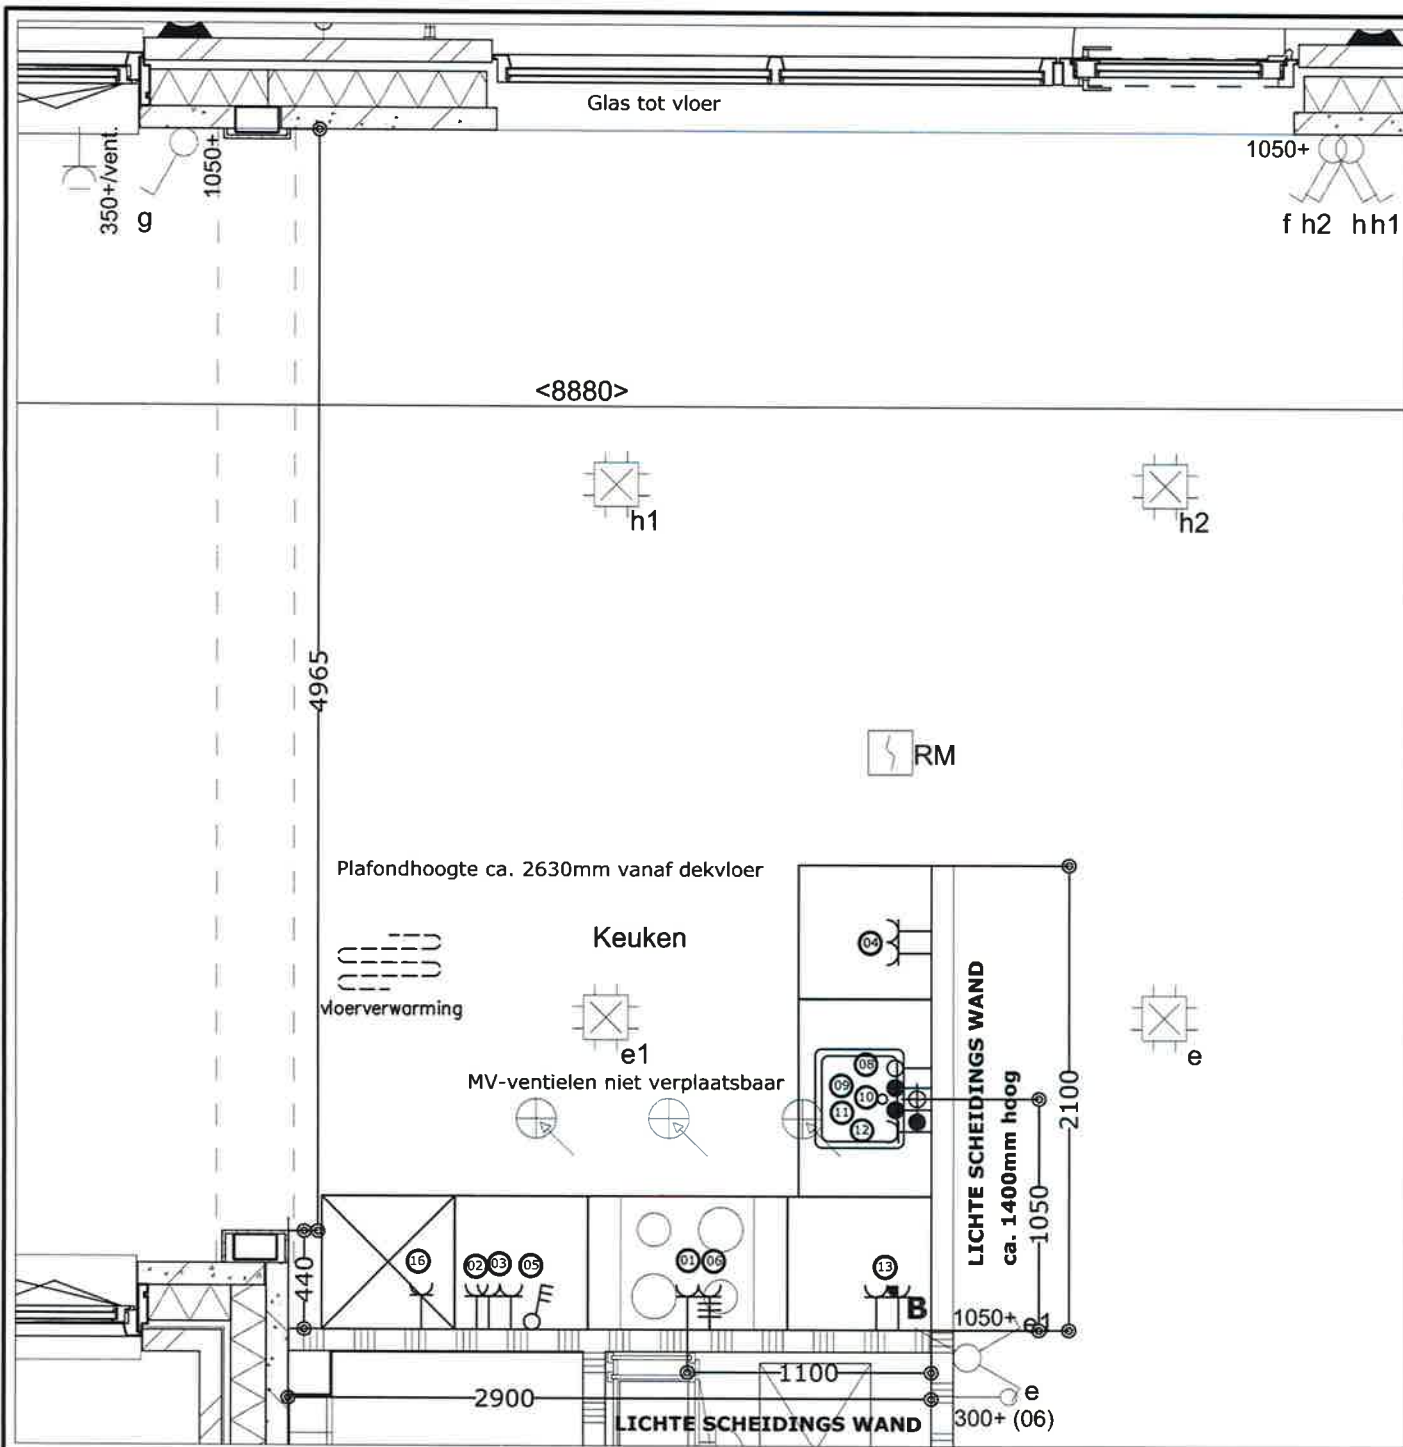 Glas tot vloer
350+/vent.
g
1050+
1050+
f h2 hh1
<8880>
h1
h2
4965
RM
Plafondhoogte ca. 2630mm vanaf dekvloer
Keuken
04
vloerverwarming
e1
e
MV-ventielen niet verplaatsbaar
08
09
10
11
12
LICHTE SCHEIDINGS WAND
ca. 1400mm hoog
2100
1050
440
16
02
03
05
01
06
13
B
1050+
1100
2900
e
300+ (06)
LICHTE SCHEIDINGS WAND